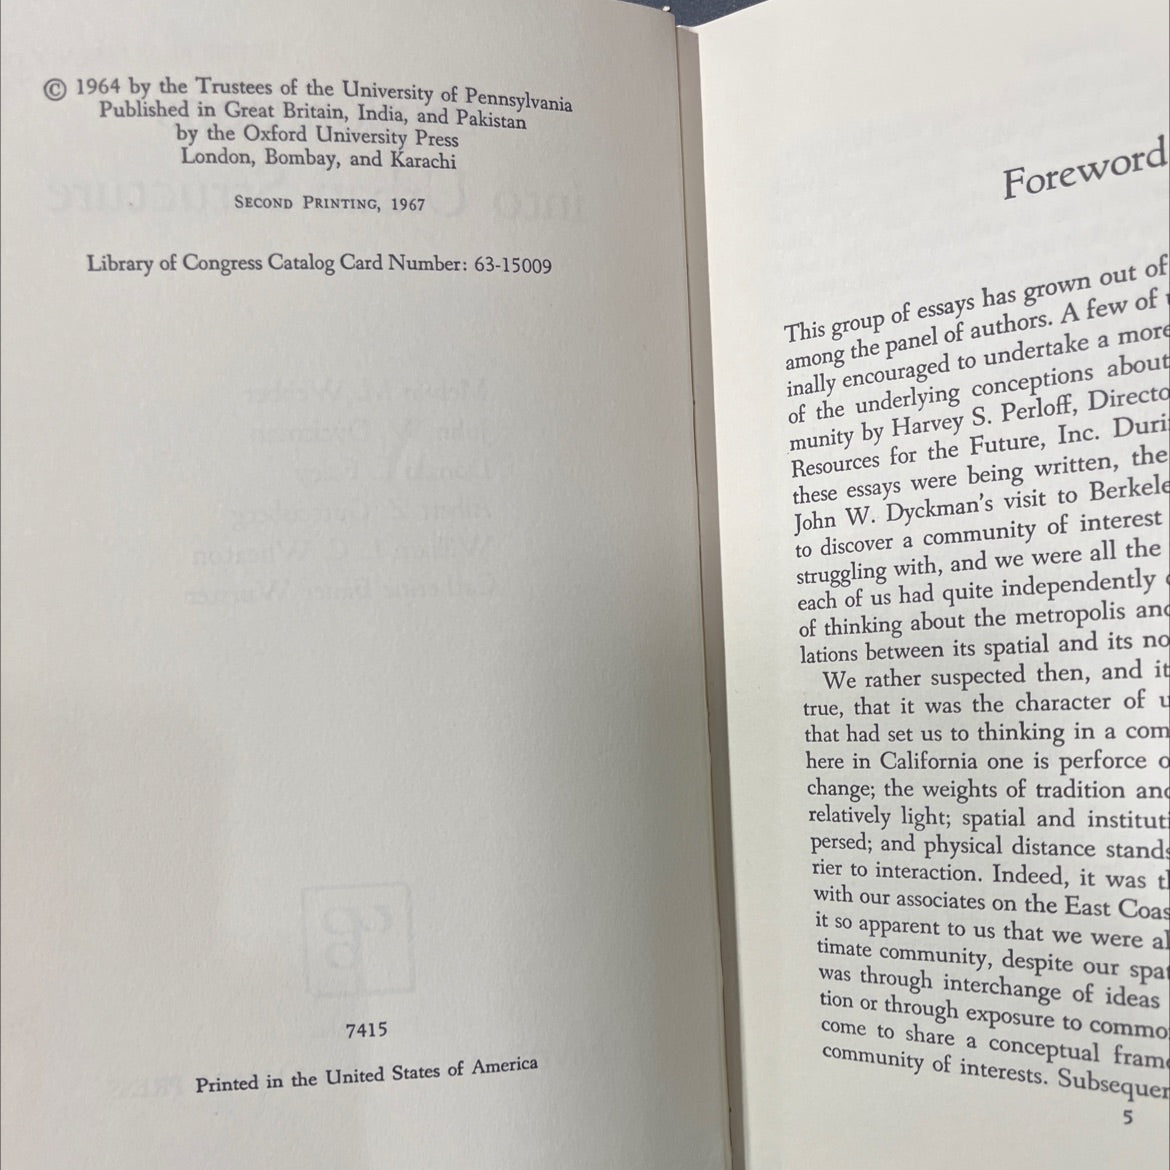 © 1964 by the Trustees of the University of Pennsylvania
Published in Great Britain, India, and Pakistan
by the Oxford University Press
London, Bombay, and Karachi
SECOND PRINTING, 1967
Library of Congress Catalog Card Number: 63-15009
7415
Printed in the United States of America
Foreword
This group of essays has grown out of
among the panel of authors. A few of
inally encouraged to undertake a more
of the underlying conceptions about
munity by Harvey S. Perloff, Directo
Resources for the Future, Inc. Duri
these essays were being written, the
John W. Dyckman's visit to Berkele
to discover a community of interest
struggling with, and we were all the
each of us had quite independently
of thinking about the metropolis and
lations between its spatial and its no
We rather suspected then, and it
true, that it was the character of u
that had set us to thinking in a com
here in California one is perforce o
change; the weights of tradition and
relatively light; spatial and instituti
persed; and physical distance stands
rier to interaction. Indeed, it was th
with our associates on the East Coas
it so apparent to us that we were al
timate community, despite our spat
was through interchange of ideas
tion or through exposure to commo
come to share a conceptual frame
community of interests. Subsequen
5